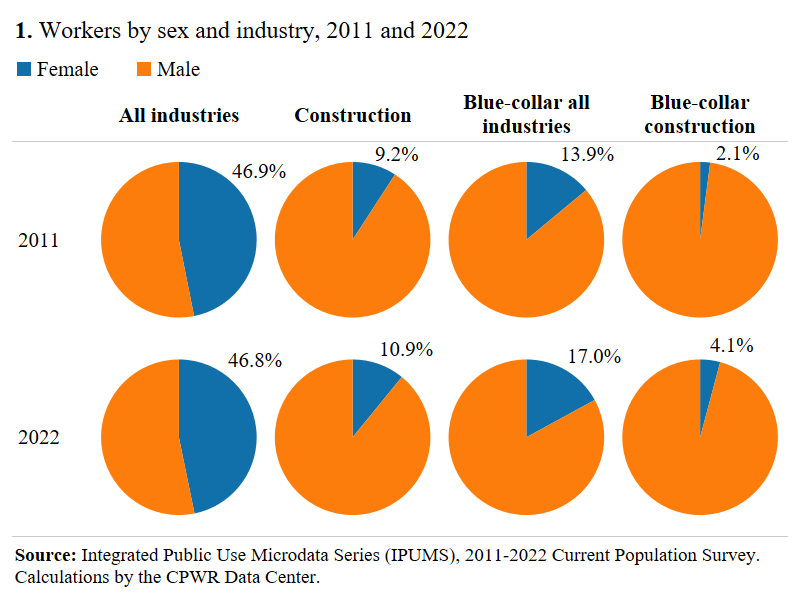 1. Workers by sex and industry, 2011 and 2022
Female Male
All industries Construction Blue-collar all industries Blue-collar construction
2011 46.9% 9.2% 13.9% 2.1%
2022 46.8% 10.9% 17.0% 4.1%
Source: Integrated Public Use Microdata Series (IPUMS), 2011-2022 Current Population Survey.
Calculations by the CPWR Data Center.